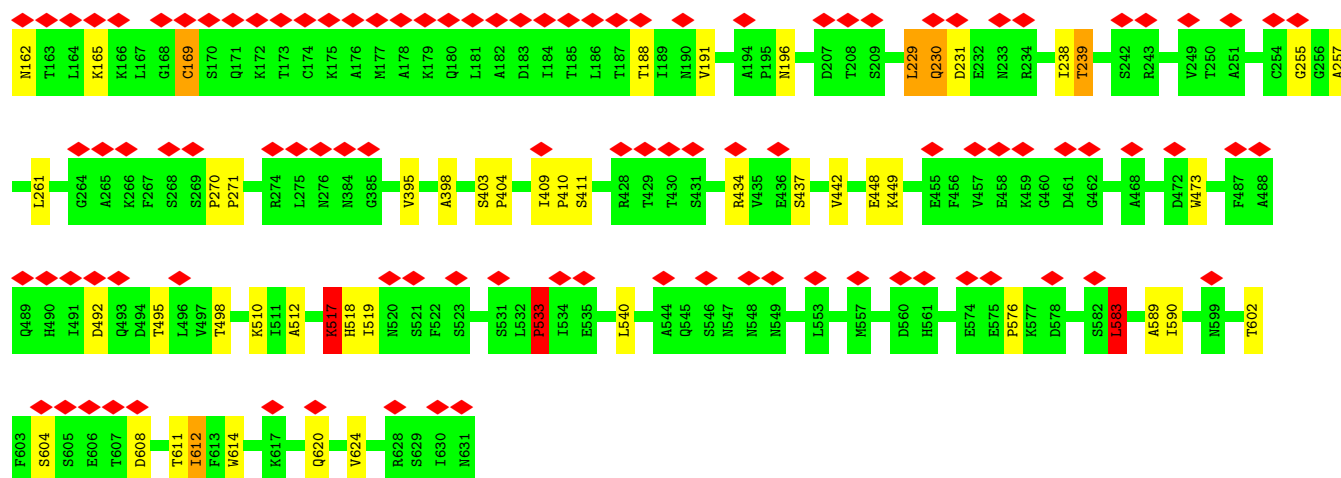 N162 T163 L164 K165 K166 L167 G168 C169 S170 Q171 K172 T173 C174 K175 A176 M177 A178 K179 Q180 L181 A182 D183 I184 T185 L186 T187 T188 I189 N190 V191 A194 P195 N196 D207 T208 S209 L229 Q230 D231 E232 N233 R234 I238 T239 S242 R243 V249 T250 A251 C254 G255 G256 A257
L261 G264 A265 K266 F267 S268 S269 P270 P271 R274 L275 N276 N384 G385 V395 A398 S403 P404 I409 P410 S411 R428 T429 T430 S431 R434 V435 E436 S437 V442 E448 K449 E455 F456 V457 E458 K459 G460 D461 G462 A468 D472 W473 F487 A488
Q489 H490 I491 D492 Q493 D494 T495 L496 V497 T498 K510 I511 A512 K517 H518 I519 N520 S521 F522 S523 S531 L532 P533 I534 E535 L540 A544 Q545 S546 N547 N548 N549 L553 M557 D560 H561 E574 E575 P576 K577 D578 S582 L583 A589 I590 N599 T602
F603 S604 S605 E606 T607 D608 T611 I612 F613 W614 K617 Q620 V624 R628 S629 I630 N631